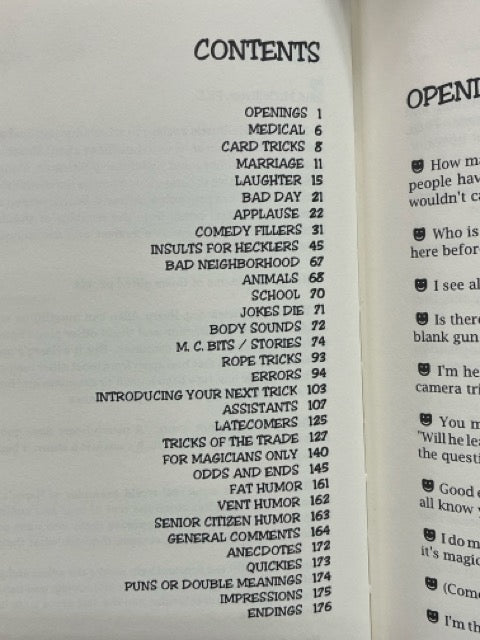 CONTENTS
OPENINGS 1
MEDICAL 6
CARD TRICKS 8
MARRIAGE 11
LAUGHTER 15
BAD DAY 21
APPLAUSE 22
COMEDY FILLERS 31
INSULTS FOR HECKLERS 45
BAD NEIGHBORHOOD 67
ANIMALS 68
SCHOOL 70
JOKES DIE 71
BODY SOUNDS 72
M. C. BITS / STORIES 74
ROPE TRICKS 93
ERRORS 94
INTRODUCING YOUR NEXT TRICK 103
ASSISTANTS 107
LATECOMERS 125
TRICKS OF THE TRADE 127
FOR MAGICIANS ONLY 140
ODDS AND ENDS 145
FAT HUMOR 161
VENT HUMOR 162
SENIOR CITIZEN HUMOR 163
GENERAL COMMENTS 164
ANECDOTES 172
QUICKIES 173
PUNS OR DOUBLE MEANINGS 174
IMPRESSIONS 175
ENDINGS 176
OPENI
How ma
people hav
wouldn't ca
Who is
here befor
I see al
Is there
blank gun
I'm he
camera tri
You m
"Will he lea
the questi
Good e
all know y
I do m
it's magic
(Come
I'm th